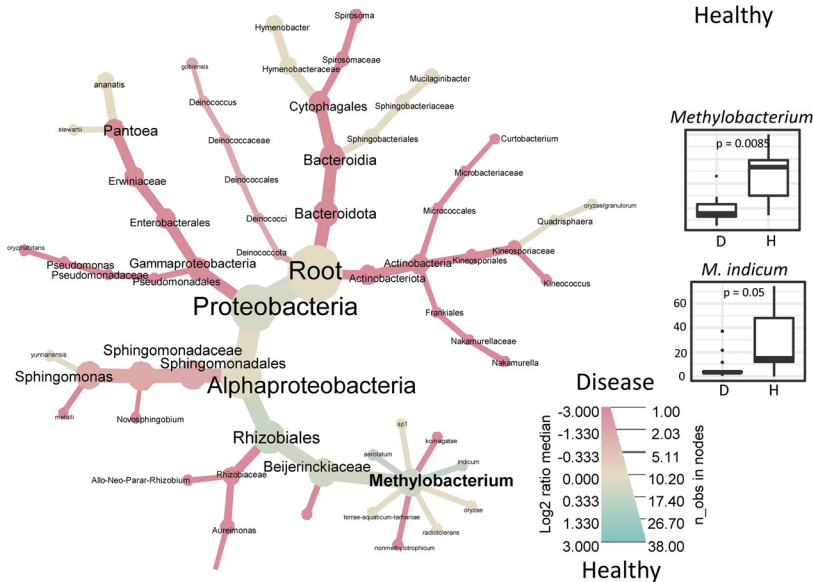 Healthy
Spirosoma
Hymenobacter
Spirosomaceae
gobiensis
Hymenobacteraceae
Mucilaginibter
ananatis
Deinococcus
Cytophagales
Sphingobacteriaceae
stewartii
Pantoea
Deinococcaceae
Sphingobacteriales
Curtobacterium
Bacteroidia
Microbacteriaceae
Erwiniaceae
Deinococcales
Micrococcales
oryzae/granulorum
Enterobacterales
Deinococci
Bacteroidota
Quadrisphaera
oryzihabitans
Deinococcota
Kineosporiaceae
Pseudomonas
Gammaproteobacteria
Root
Actinobacteria
Kineosporiales
Pseudomonadaceae
Pseudomonadales
Actinobacteriota
Kineococcus
Proteobacteria
Frankiales
Nakamurellaceae
Nakamurella
yunnanensis
Sphingomonadaceae
Sphingomonadales
Sphingomonas
Alphaproteobacteria
metalli
Novosphingobium
Rhizobiales
sp1
komagatae
aerolatum
Beijerinckiaceae
Allo-Neo-Parar-Rhizobium
Rhizobiaceae
Methylobacterium
oryzae
terrae-aquaticum-tarhaniae
radiotolerans
Aureimonas
nonmethylotrophicum
Methylobacterium
p = 0.0085
D H
M. indicum
p = 0.05
60
40
20
0
D H
Disease
-3.000 1.00
-1.330 2.03
-0.333 5.11
0.000 10.20
0.333 17.40
1.330 26.70
3.000 38.00
Log2 ratio median
n_obs in nodes
Healthy